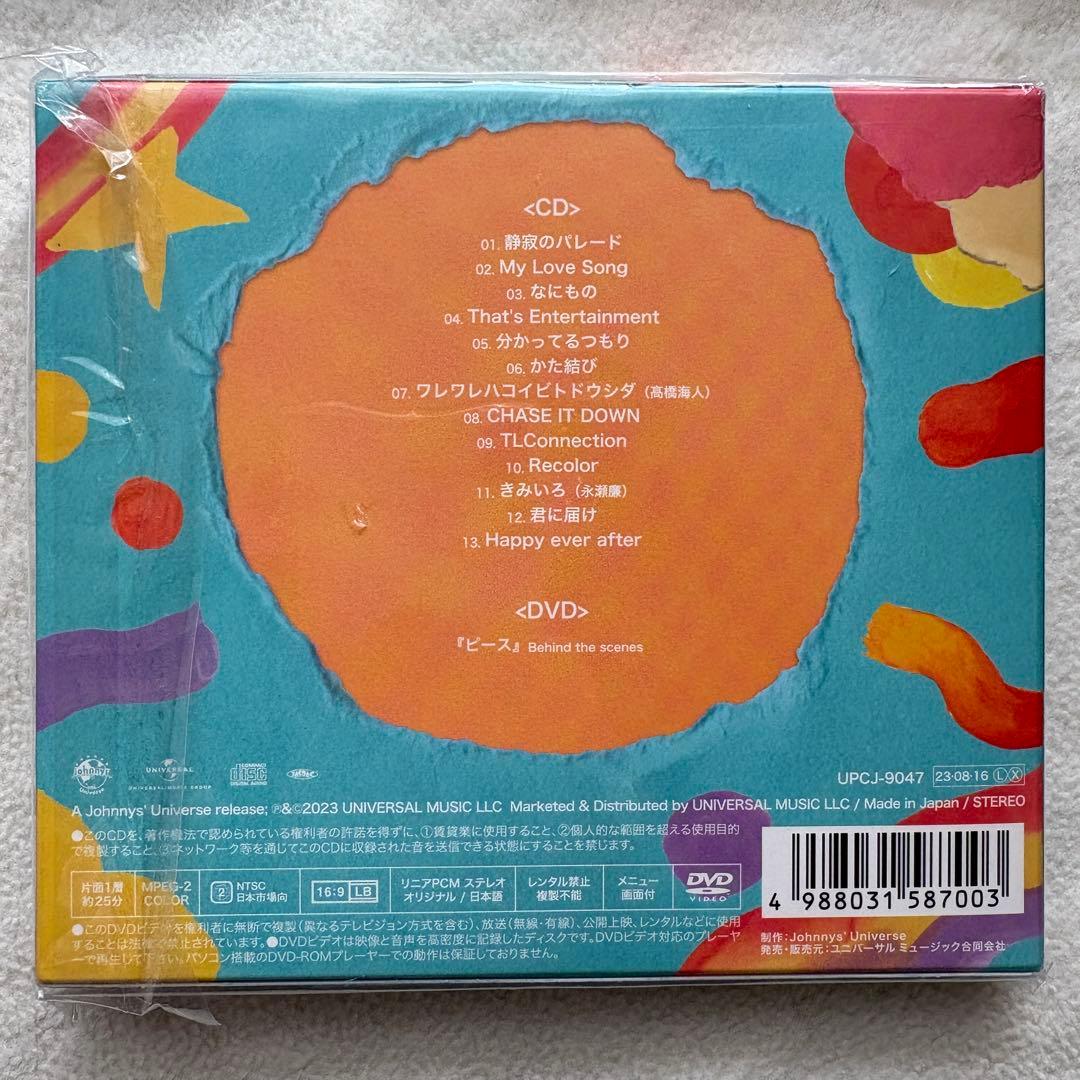 <CD>
01. 静寂のパレード
02. My Love Song
03. なにもの
04. That's Entertainment
05. 分かってるつもり
06. かた結び
07. ワレワレハコイビトドウシダ（髙橋海人）
08. CHASE IT DOWN
09. TLConnection
10. Recolor
11. きみいろ（永瀬廉）
12. 君に届け
13. Happy ever after
<DVD>
『ピース』Behind the scenes
Johnnys' UNIVERSAL UNIVERSAL MUSIC GROUP COMPACT disc DIGITAL AUDIO JASRAC
UPCJ-9047 23·08·16 Ⓛ Ⓧ
A Johnnys' Universe release; ℗&©2023 UNIVERSAL MUSIC LLC Marketed & Distributed by UNIVERSAL MUSIC LLC / Made in Japan / STEREO
●このCDを、著作権法で認められている権利者の許諾を得ずに、①賃貸業に使用すること、②個人的な範囲を超える使用目的
で複製すること、③ネットワーク等を通じてこのCDに収録された音を送信できる状態にすることを禁じます。
片面1層 約25分 MPEG-2 COLOR 2 NTSC 日本市場向 16:9 LB リニアPCM ステレオ オリジナル / 日本語 レンタル禁止 複製不能 メニュー 画面付 DVD VIDEO
●このDVDビデオを権利者に無断で複製（異なるテレビジョン方式を含む）、放送（無線・有線）、公開上映、レンタルなどに使用
することは法律で禁止されています。●DVDビデオは映像と音声を高密度に記録したディスクです。DVDビデオ対応のプレーヤ
ーで再生して下さい。パソコン搭載のDVD-ROMプレーヤーでの動作は保証しておりません。
4 988031 587003
制作：Johnnys' Universe
発売・販売元：ユニバーサル ミュージック合同会社